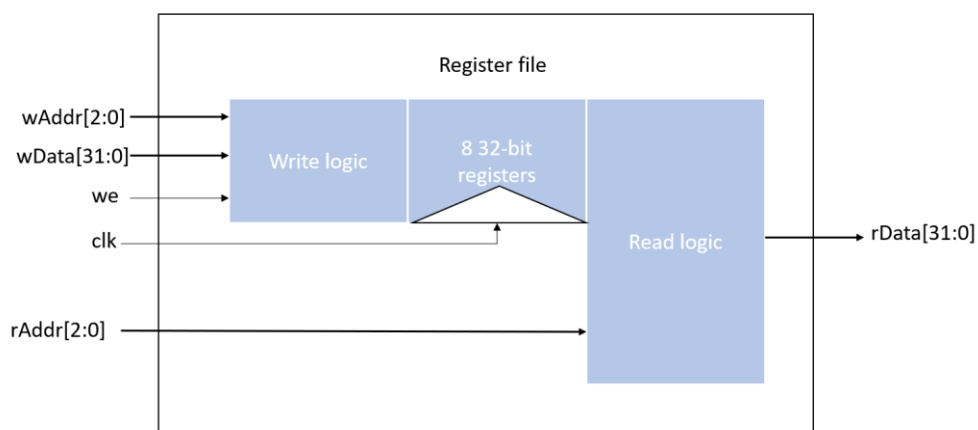 Register file
wAddr[2:0]
wData[31:0]
we
clk
rAddr[2:0]
Write logic
8 32-bit
registers
Read logic
rData[31:0]